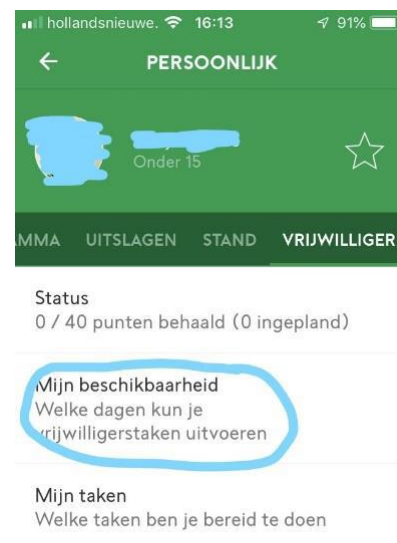 hollandsnieuwe. 16:13 91%
PERSOONLIJK
Onder 15
MMA UITSLAGEN STAND VRIJWILLIGER
Status
0 / 40 punten behaald (0 ingepland)
Mijn beschikbaarheid
Welke dagen kun je
vrijwilligerstaken uitvoeren
Mijn taken
Welke taken ben je bereid te doen